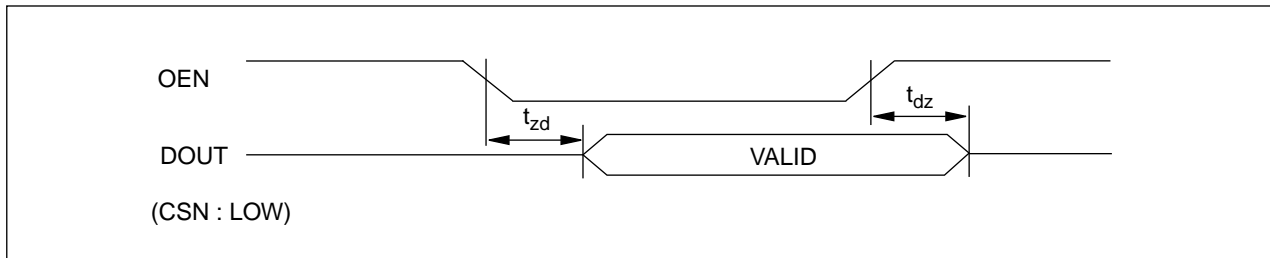 OEN
t_dz
t_zd
DOUT VALID
(CSN : LOW)